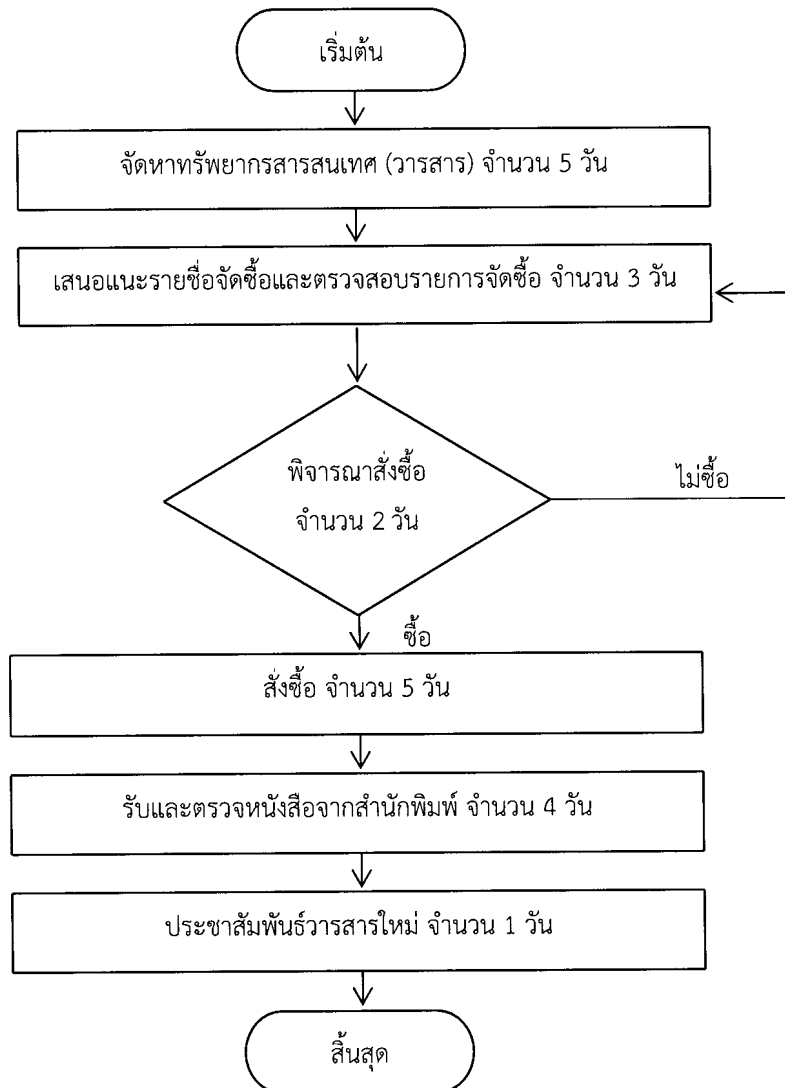 เริ่มต้น
จัดหาทรัพยากรสารสนเทศ (วารสาร) จำนวน 5 วัน
เสนอแนะรายชื่อจัดซื้อและตรวจสอบรายการจัดซื้อ จำนวน 3 วัน
พิจารณาสั่งซื้อ
จำนวน 2 วัน
ไม่ซื้อ
ซื้อ
สั่งซื้อ จำนวน 5 วัน
รับและตรวจหนังสือจากสำนักพิมพ์ จำนวน 4 วัน
ประชาสัมพันธ์วารสารใหม่ จำนวน 1 วัน
สิ้นสุด